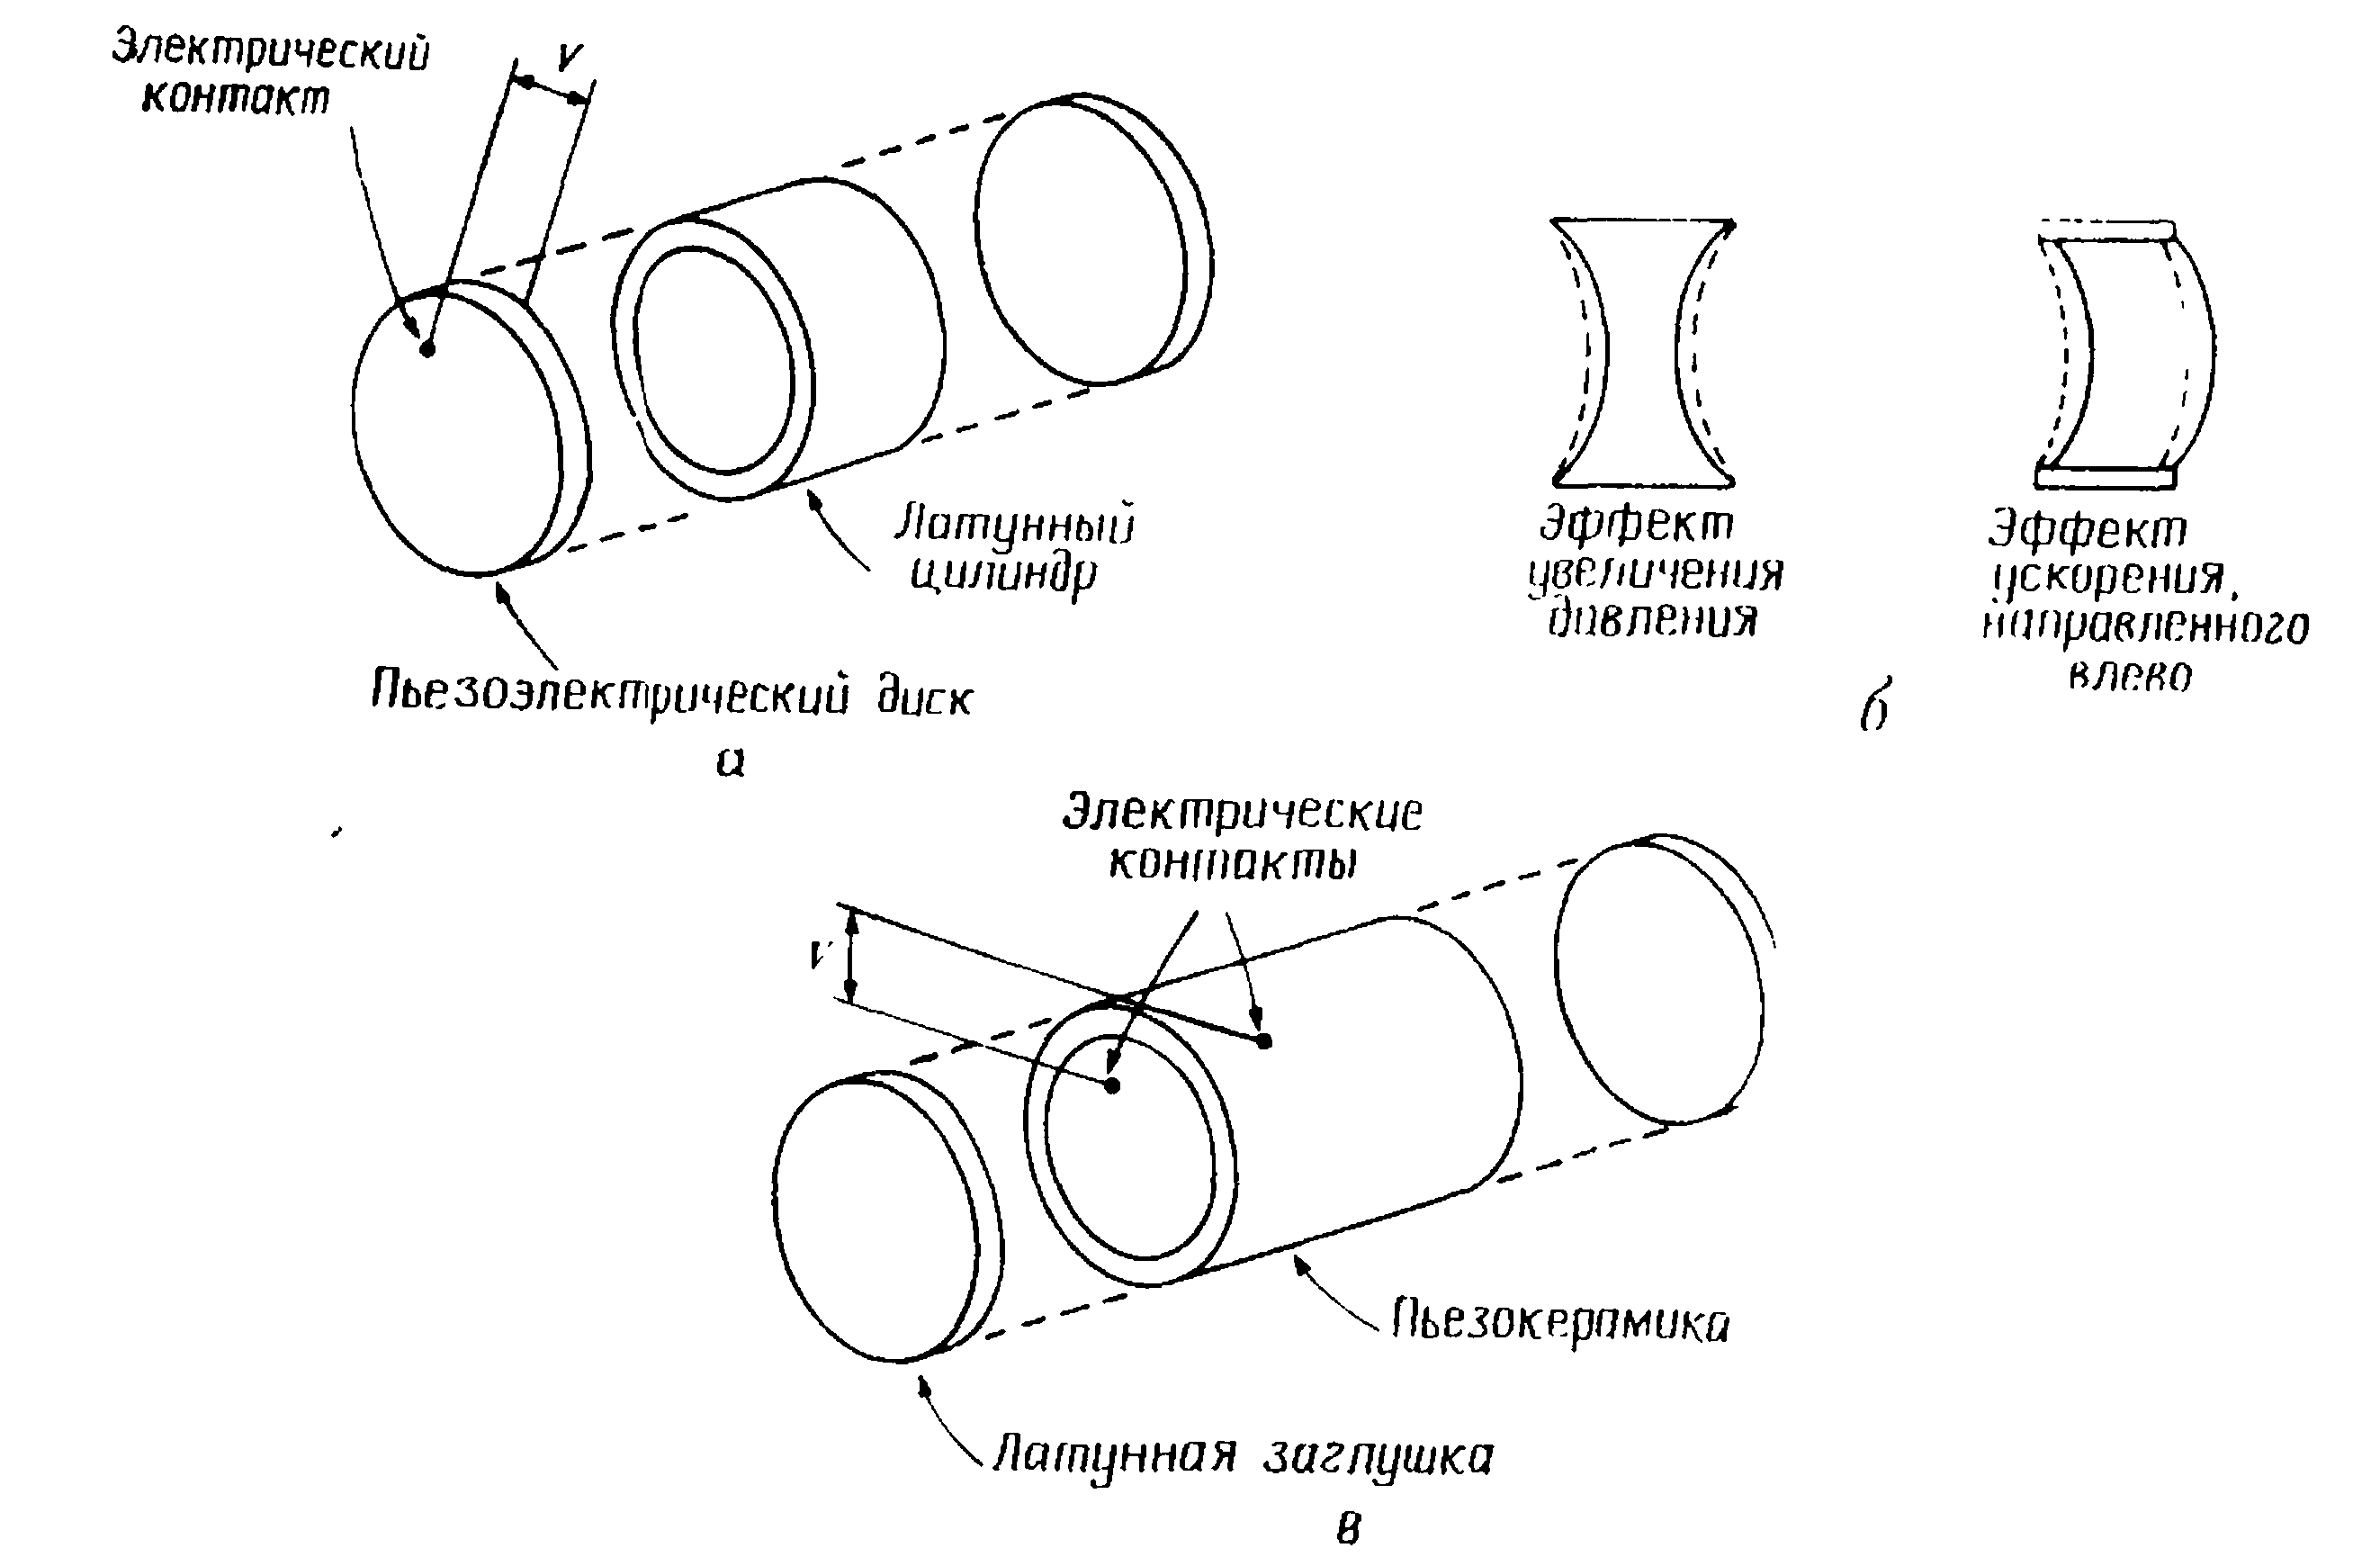 Электрический
контакт
V
Латунный
цилиндр
Пьезоэлектрический диск
а
Эффект
увеличения
давления
Эффект
ускорения,
направленного
влево
б
Электрические
контакты
V
Пьезокерамика
Латунная заглушка
в